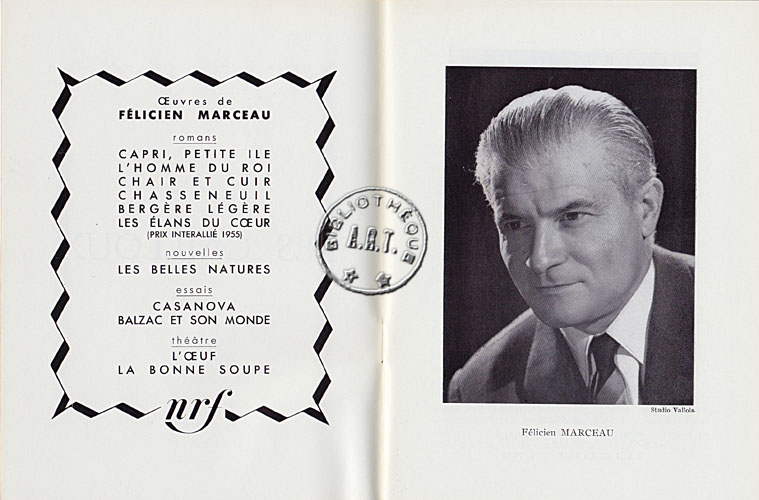 Œuvres de
FÉLICIEN MARCEAU
romans
CAPRI, PETITE ILE
L'HOMME DU ROI
CHAIR ET CUIR
CHASSENEUIL
BERGÈRE LÉGÈRE
LES ÉLANS DU CŒUR
(PRIX INTERALLIÉ 1955)
nouvelles
LES BELLES NATURES
essais
CASANOVA
BALZAC ET SON MONDE
théâtre
L'ŒUF
LA BONNE SOUPE
nrf
BIBLIOTHÈQUE
A.R.T.
Studio Vallois
Félicien MARCEAU